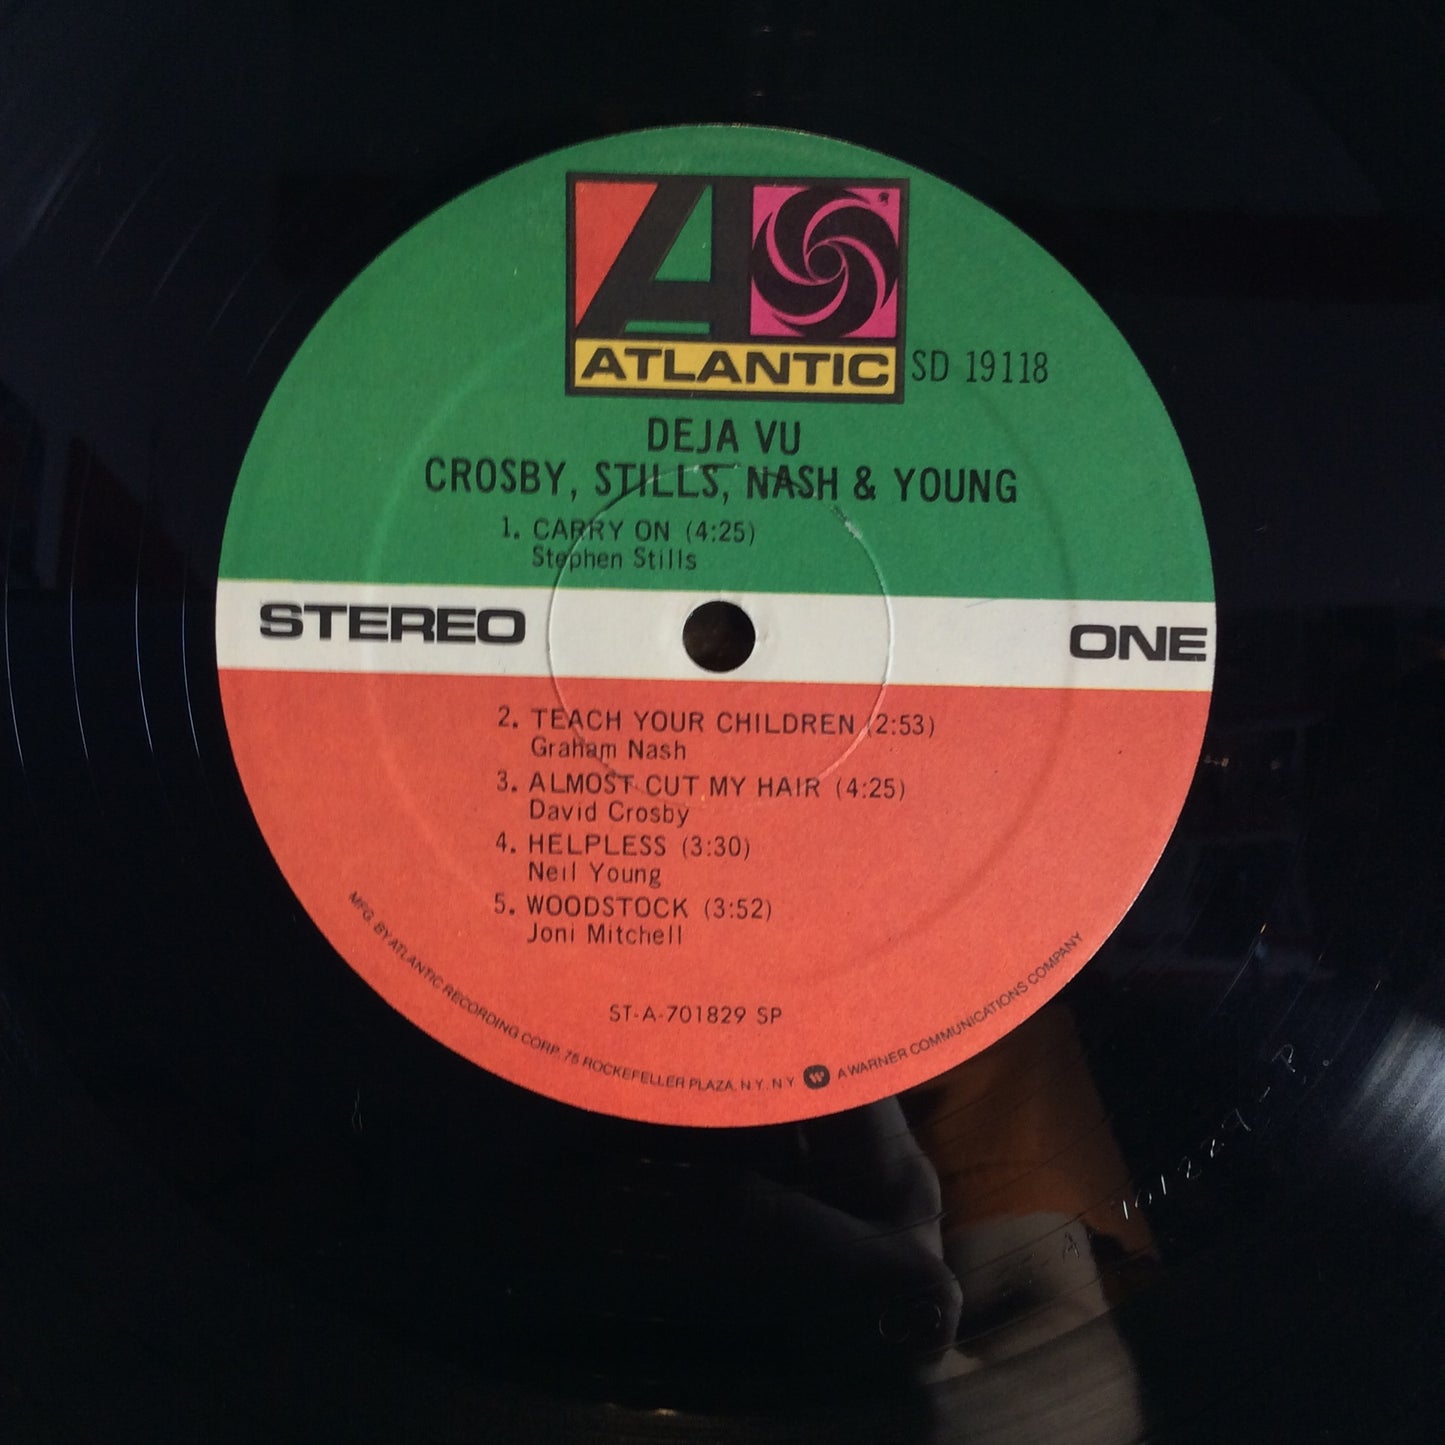 ATLANTIC
SD 19118
DEJA VU
CROSBY, STILLS, NASH & YOUNG
1. CARRY ON (4:25)
Stephen Stills
STEREO
ONE
2. TEACH YOUR CHILDREN (2:53)
Graham Nash
3. ALMOST CUT MY HAIR (4:25)
David Crosby
4. HELPLESS (3:30)
Neil Young
5. WOODSTOCK (3:52)
Joni Mitchell
ST-A-701829 SP
MFG. BY ATLANTIC RECORDING CORP. 75 ROCKEFELLER PLAZA, N.Y. N.Y. A WARNER COMMUNICATIONS COMPANY